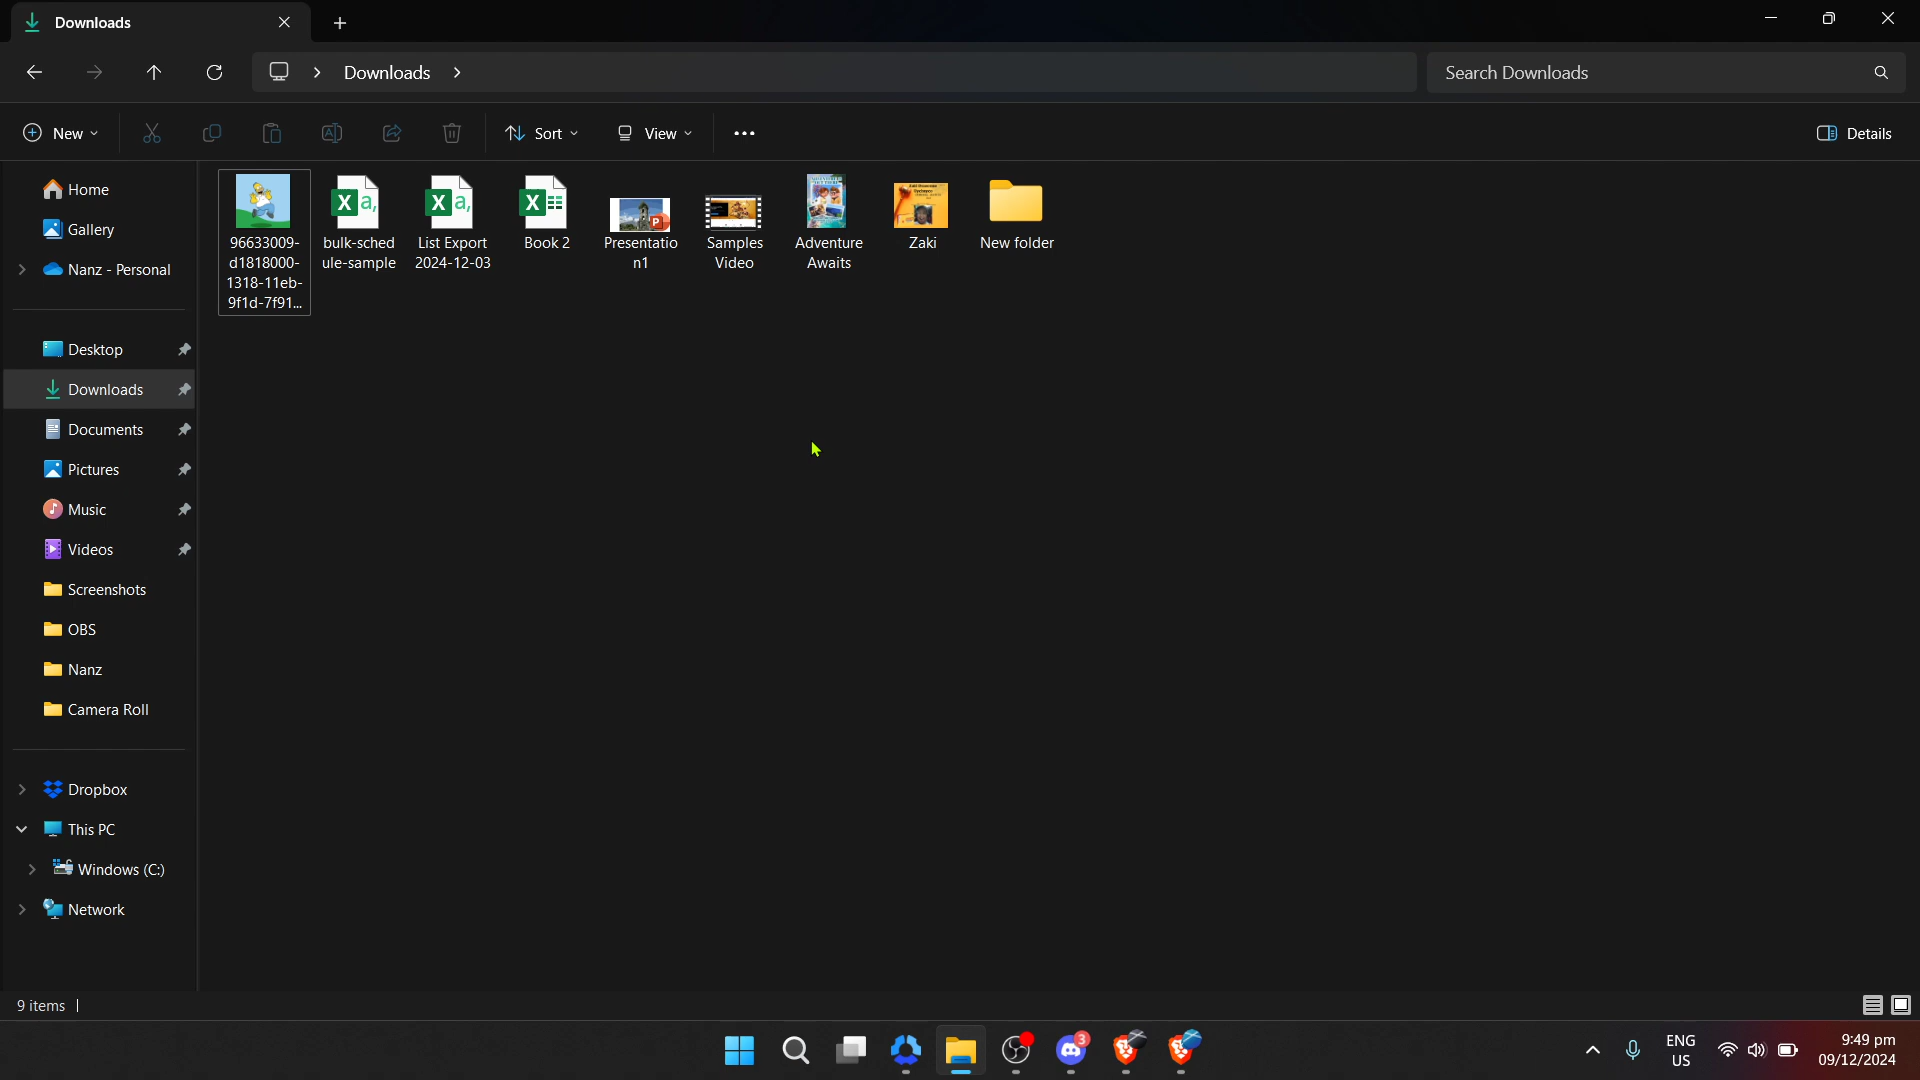 Downloads
Downloads
Search Downloads
New
Sort
View
Details
Home
Gallery
Nanz - Personal
Desktop
Downloads
Documents
Pictures
Music
Videos
Screenshots
OBS
Nanz
Camera Roll
Dropbox
This PC
Windows (C:)
Network
96633009-
d1818000-
1318-11eb-
9f1d-7f91...
bulk-sched
ule-sample
List Export
2024-12-03
Book 2
Presentatio
n1
Samples
Video
Adventure
Awaits
Zaki
New folder
9 items
3
ENG
US
9:49 pm
09/12/2024